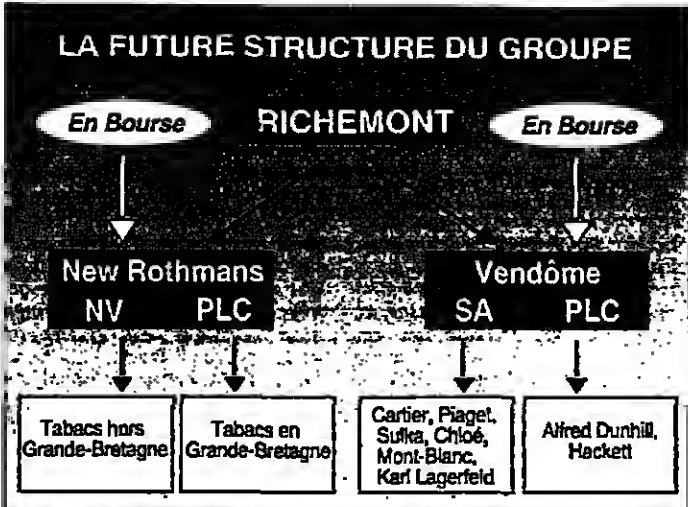 LA FUTURE STRUCTURE DU GROUPE
En Bourse
RICHEMONT
En Bourse
New Rothmans
NV PLC
Vendôme
SA PLC
Tabacs hors
Grande-Bretagne
Tabacs en
Grande-Bretagne
Cartier, Piaget,
Sulka, Chloé,
Mont-Blanc,
Karl Lagerfeld
Alfred Dunhill,
Hackett